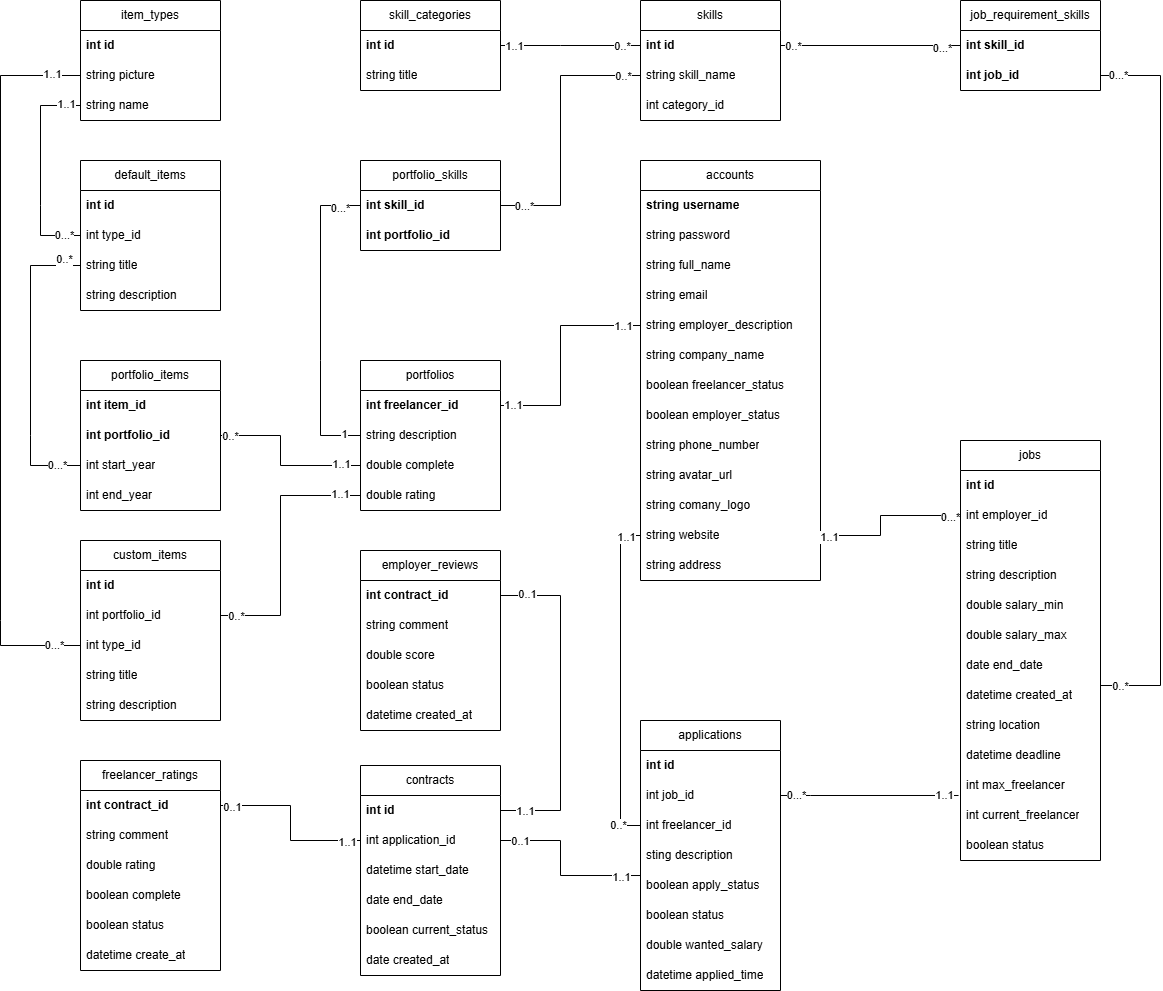 item_types
int id
string picture
string name
1..1
1..1
skill_categories
int id
string title
1..1
0..*
skills
int id
string skill_name
int category_id
0..*
0..*
0...*
job_requirement_skills
int skill_id
int job_id
0...*
default_items
int id
int type_id
string title
string description
0...*
0..*
portfolio_skills
int skill_id
int portfolio_id
0...*
0...*
accounts
string username
string password
string full_name
string email
string employer_description
string company_name
boolean freelancer_status
boolean employer_status
string phone_number
string avatar_url
string comany_logo
string website
string address
1..1
1..1
1..1
portfolio_items
int item_id
int portfolio_id
int start_year
int end_year
0..*
0...*
portfolios
int freelancer_id
string description
double complete
double rating
1..1
1
1..1
1..1
jobs
int id
int employer_id
string title
string description
double salary_min
double salary_max
date end_date
datetime created_at
string location
datetime deadline
int max_freelancer
int current_freelancer
boolean status
0...*
0..*
1..1
custom_items
int id
int portfolio_id
int type_id
string title
string description
0..*
0...*
employer_reviews
int contract_id
string comment
double score
boolean status
datetime created_at
0..1
freelancer_ratings
int contract_id
string comment
double rating
boolean complete
boolean status
datetime create_at
0..1
contracts
int id
int application_id
datetime start_date
date end_date
boolean current_status
date created_at
1..1
1..1
0..1
applications
int id
int job_id
int freelancer_id
sting description
boolean apply_status
boolean status
double wanted_salary
datetime applied_time
0...*
0..*
1..1